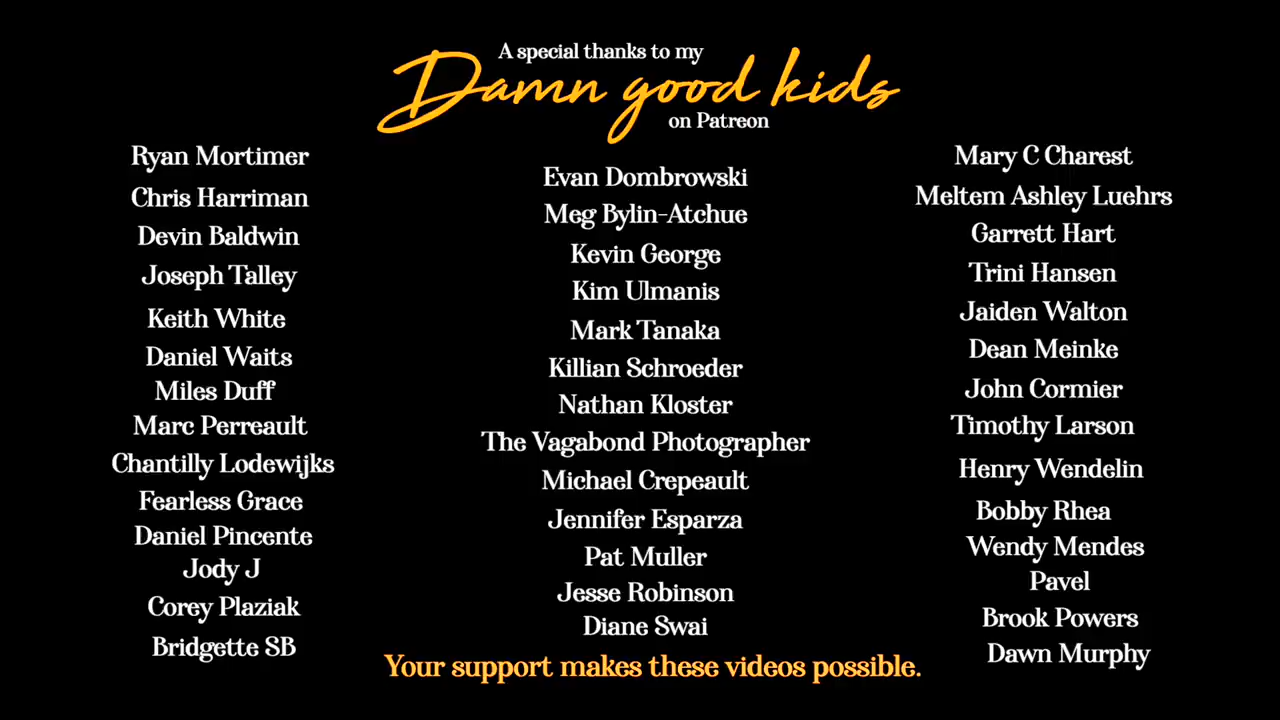 A special thanks to my
Damn good kids
on Patreon
Ryan Mortimer
Chris Harriman
Devin Baldwin
Joseph Talley
Keith White
Daniel Waits
Miles Duff
Marc Perreault
Chantilly Lodewijks
Fearless Grace
Daniel Pincente
Jody J
Corey Plaziak
Bridgette SB
Evan Dombrowski
Meg Bylin-Atchue
Kevin George
Kim Ulmanis
Mark Tanaka
Killian Schroeder
Nathan Kloster
The Vagabond Photographer
Michael Crepeault
Jennifer Esparza
Pat Muller
Jesse Robinson
Diane Swai
Mary C Charest
Meltem Ashley Luehrs
Garrett Hart
Trini Hansen
Jaiden Walton
Dean Meinke
John Cormier
Timothy Larson
Henry Wendelin
Bobby Rhea
Wendy Mendes
Pavel
Brook Powers
Dawn Murphy
Your support makes these videos possible.